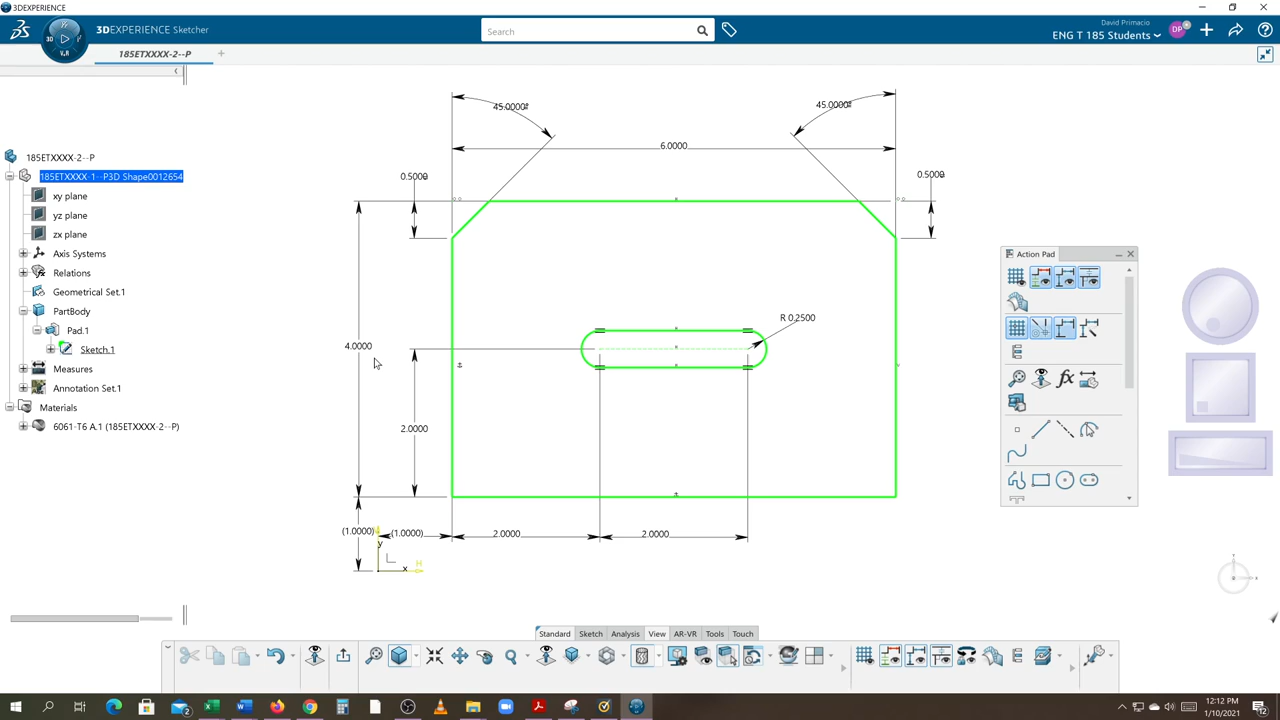 3DEXPERIENCE
3DEXPERIENCE Sketcher
Search
David Primacio
ENG T 185 Students
DP
3D
V.R
185ETXXXX-2--P
185ETXXXX-2--P
185ETXXXX-1--P3D Shape0012654
xy plane
yz plane
zx plane
Axis Systems
Relations
Geometrical Set.1
PartBody
Pad.1
Sketch.1
Measures
Annotation Set.1
Materials
6061-T6 A.1 (185ETXXXX-2--P)
45.0000°
45.0000°
6.0000
0.5000
0.5000
R 0.2500
4.0000
2.0000
(1.0000)
(1.0000)
2.0000
2.0000
y
H
x
Action Pad
Standard
Sketch
Analysis
View
AR-VR
Tools
Touch
12:12 PM
1/10/2021